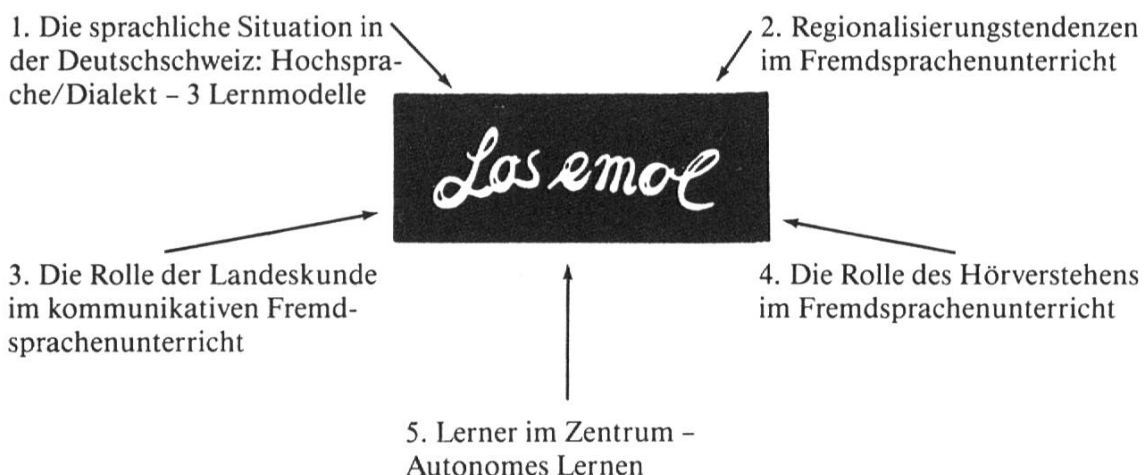 1. Die sprachliche Situation in
der Deutschschweiz: Hochspra-
che/Dialekt – 3 Lernmodelle
2. Regionalisierungstendenzen
im Fremdsprachenunterricht
Los emol
3. Die Rolle der Landeskunde
im kommunikativen Fremd-
sprachenunterricht
4. Die Rolle des Hörverstehens
im Fremdsprachenunterricht
5. Lerner im Zentrum –
Autonomes Lernen